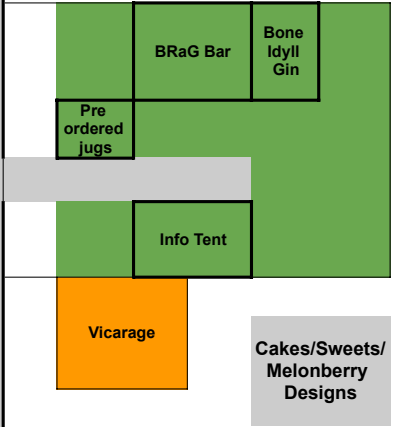 BRaG Bar
Bone
Idyll
Gin
Pre
ordered
jugs
Info Tent
Vicarage
Cakes/Sweets/
Melonberry
Designs